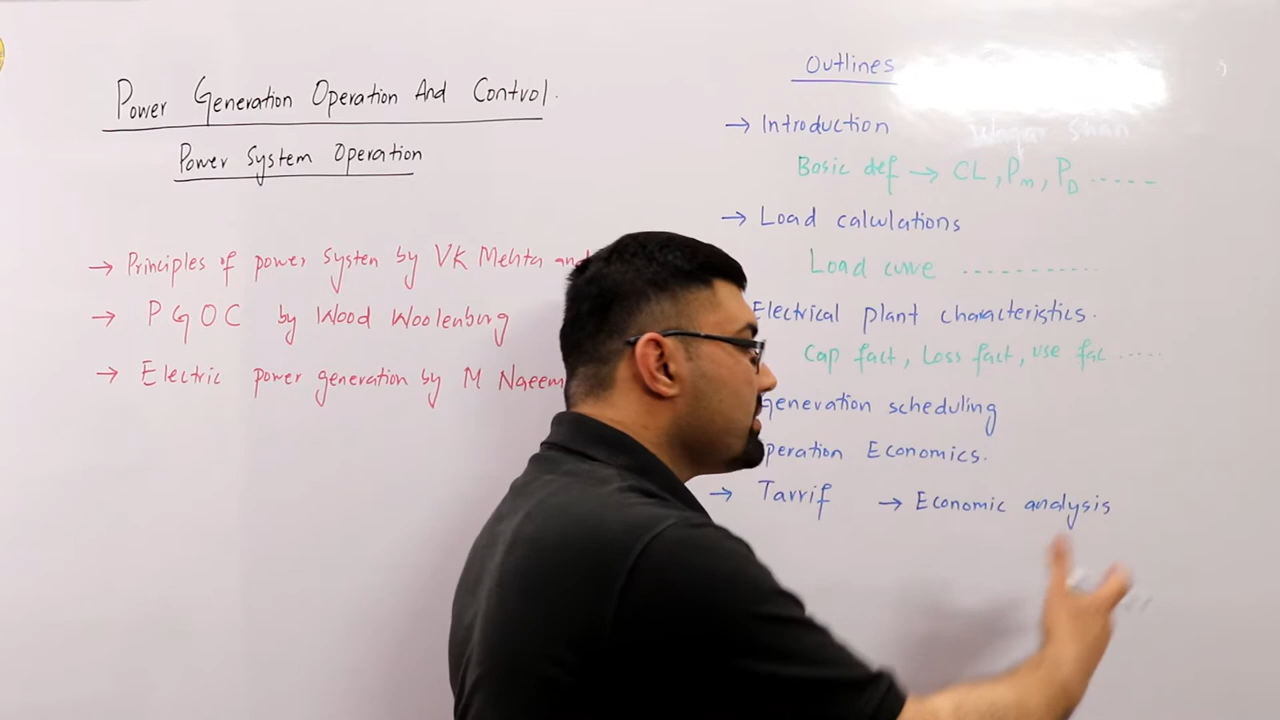 Power Generation Operation And Control.
Power System Operation
→ Principles of power system by VK Mehta and
→ PGOC by Wood Woolenburg
→ Electric power generation by M Naeem
Outlines
→ Introduction
Basic def → CL, Pm, PD ------
→ Load calculations
Load curve ------------
Electrical plant characteristics.
Cap fact, Loss fact, use fac -----
Generation scheduling
peration Economics.
→ Tarrif → Economic analysis